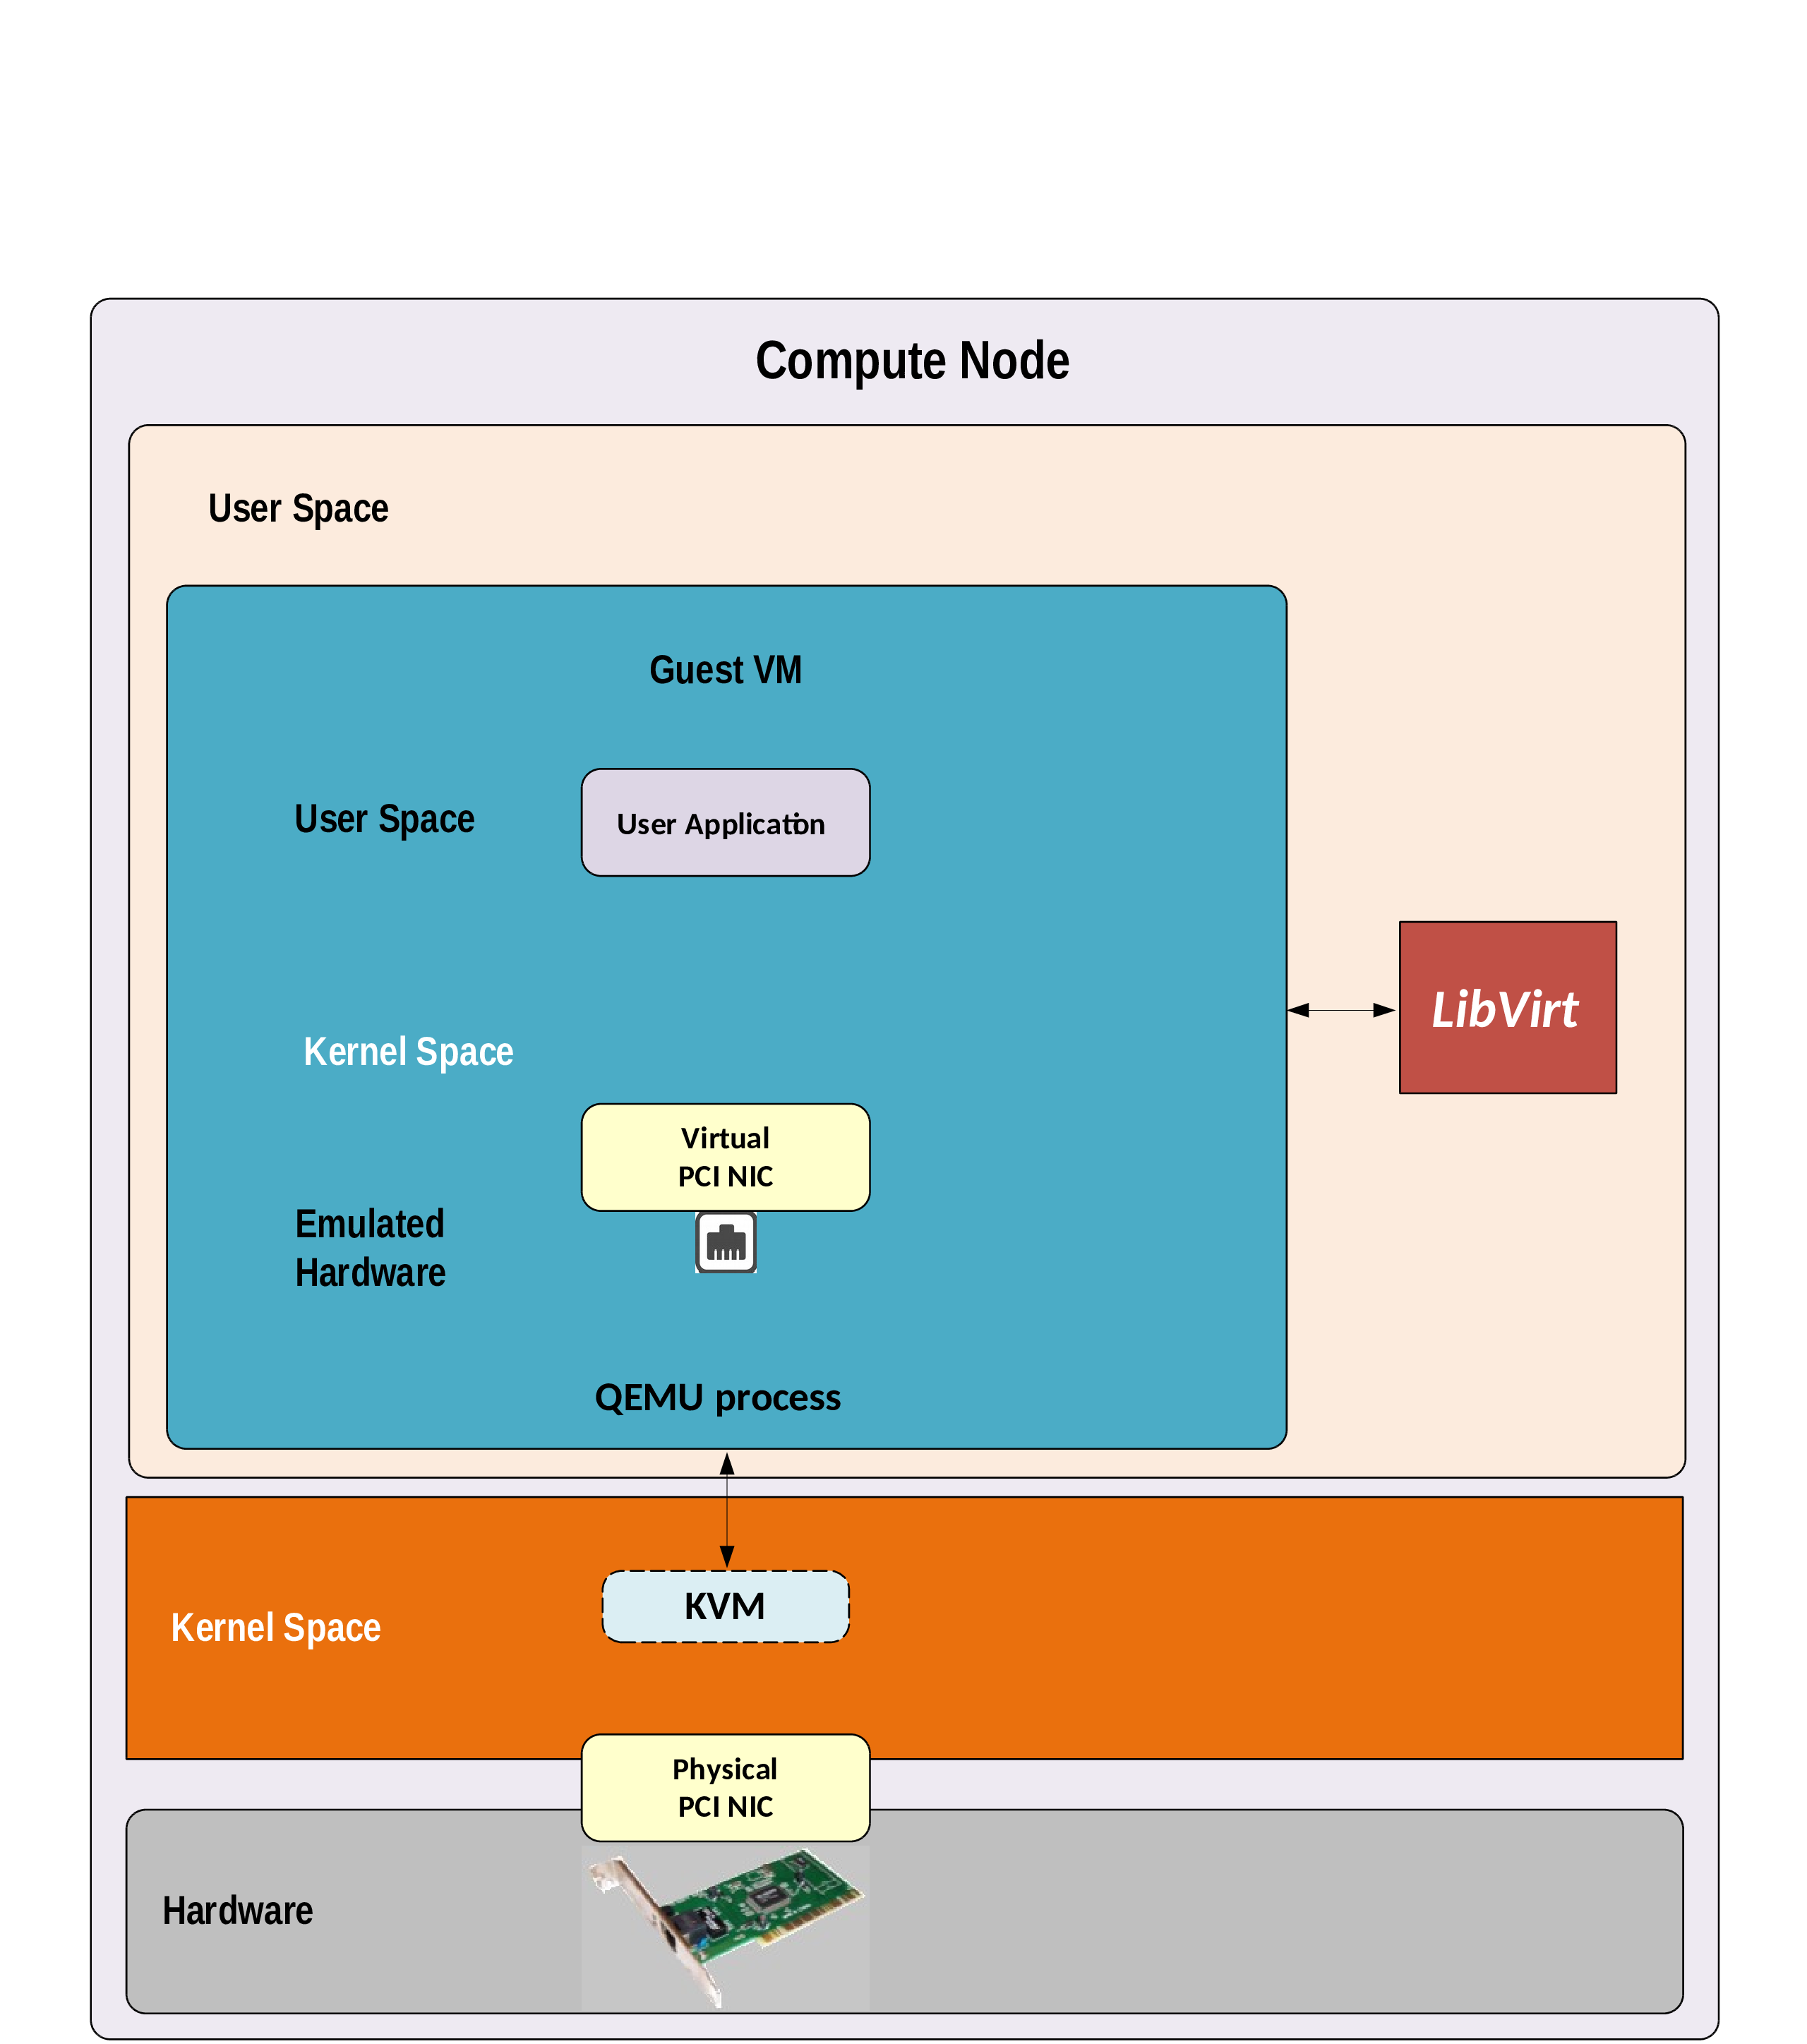 Compute Node
User Space
Guest VM
User Space
User Application
LibVirt
Kernel Space
Virtual
PCI NIC
Emulated
Hardware
QEMU process
KVM
Kernel Space
Physical
PCI NIC
Hardware